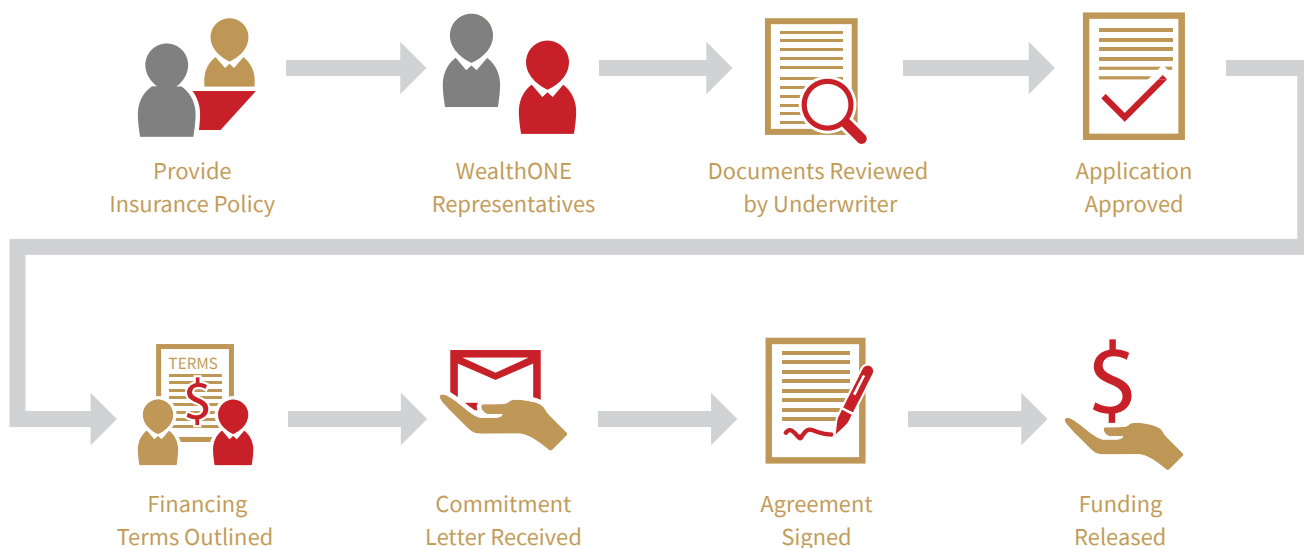 Provide
Insurance Policy
WealthONE
Representatives
Documents Reviewed
by Underwriter
Application
Approved
TERMS
$
Financing
Terms Outlined
Commitment
Letter Received
Agreement
Signed
$
Funding
Released